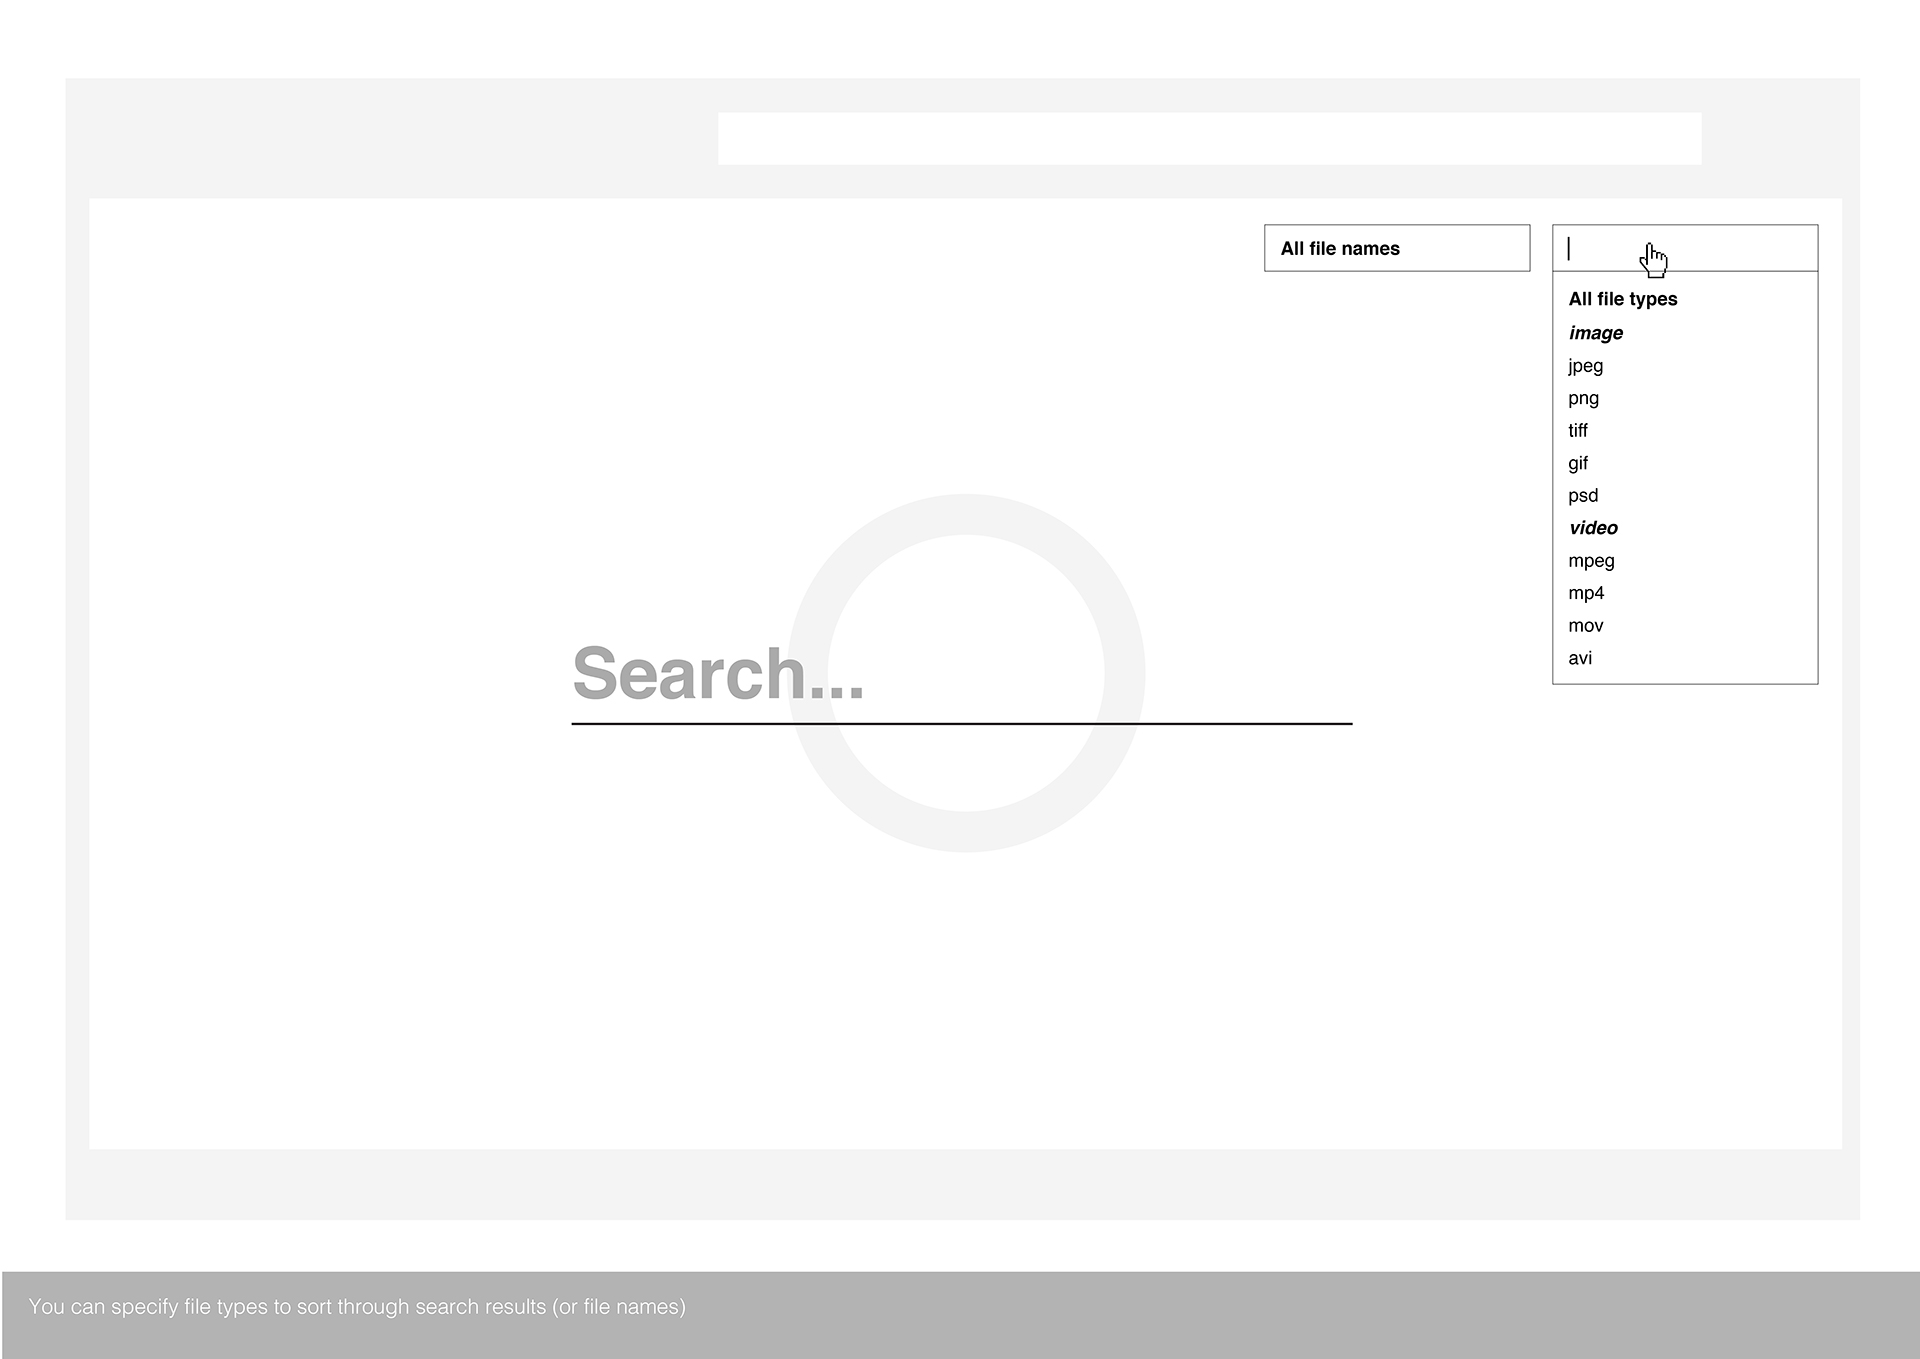 All file names
All file types
image
jpeg
png
tiff
gif
psd
video
mpeg
mp4
mov
avi
Search...
You can specify file types to sort through search results (or file names)